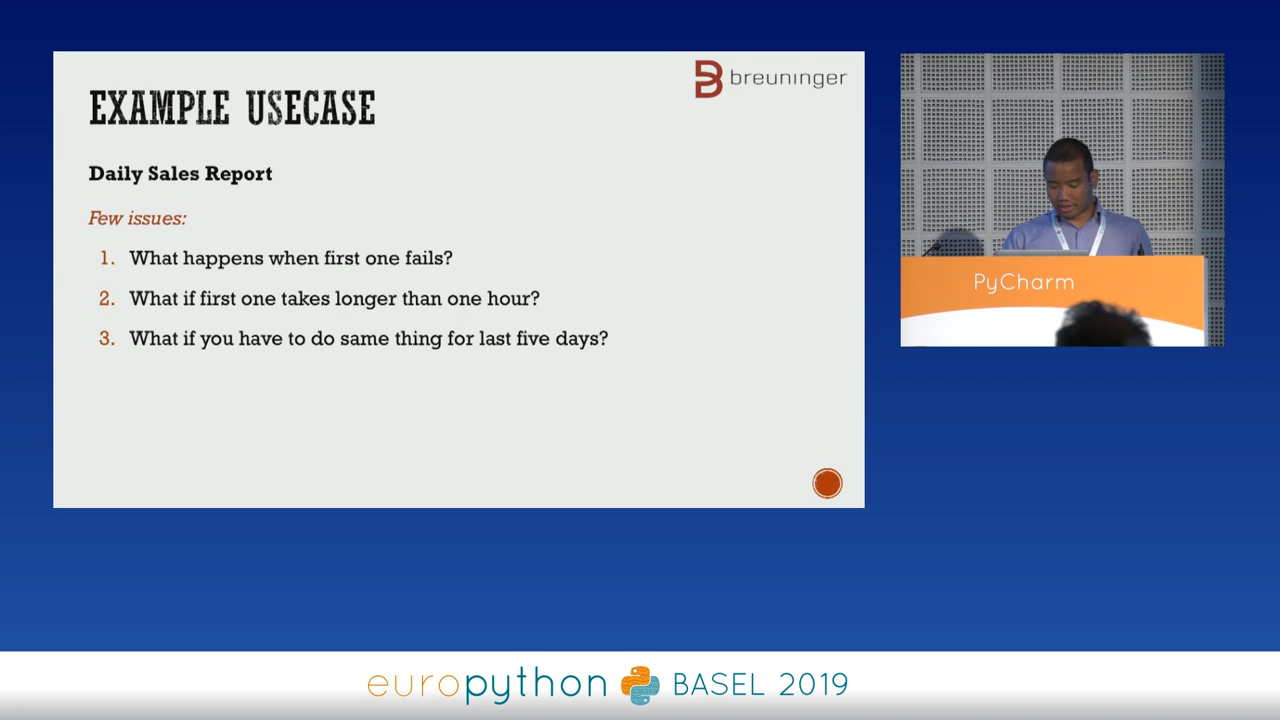 breuninger
EXAMPLE USECASE
Daily Sales Report
Few issues:
1. What happens when first one fails?
2. What if first one takes longer than one hour?
3. What if you have to do same thing for last five days?
PyCharm
europython BASEL 2019